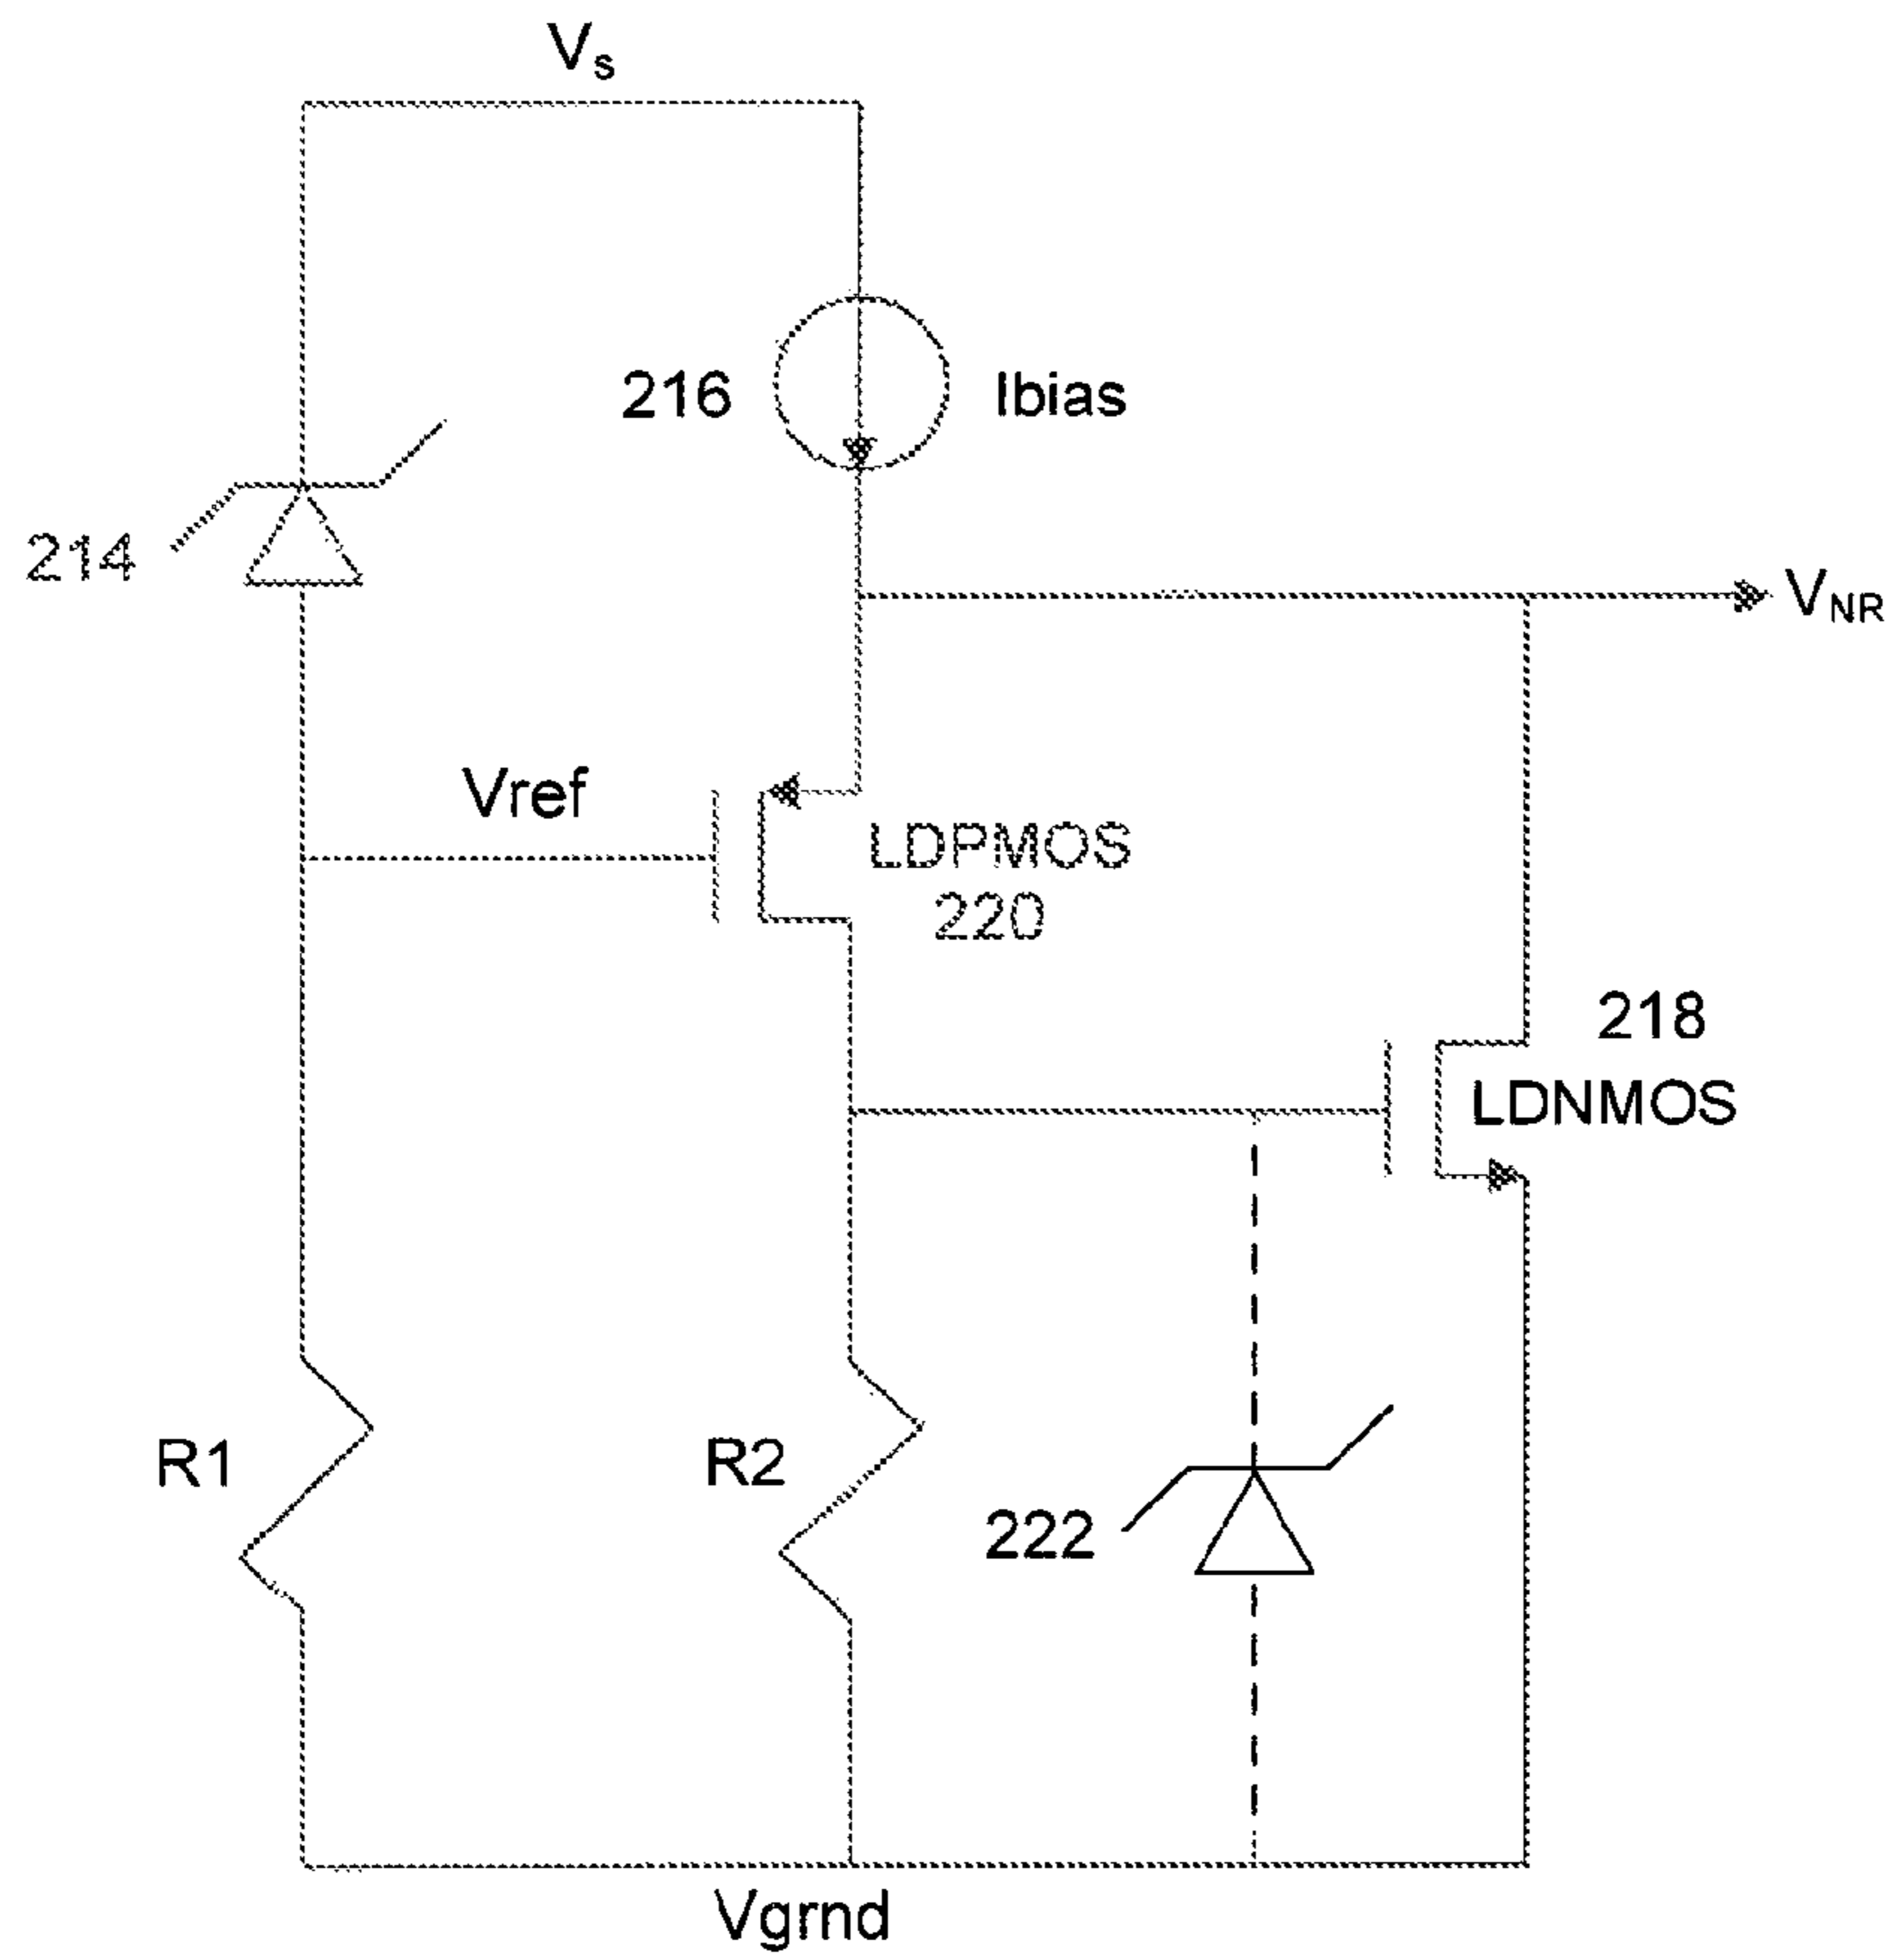 Vs
216
Ibias
214
VNR
Vref
LDPMOS
220
218
LDNMOS
R1
R2
222
Vgrnd